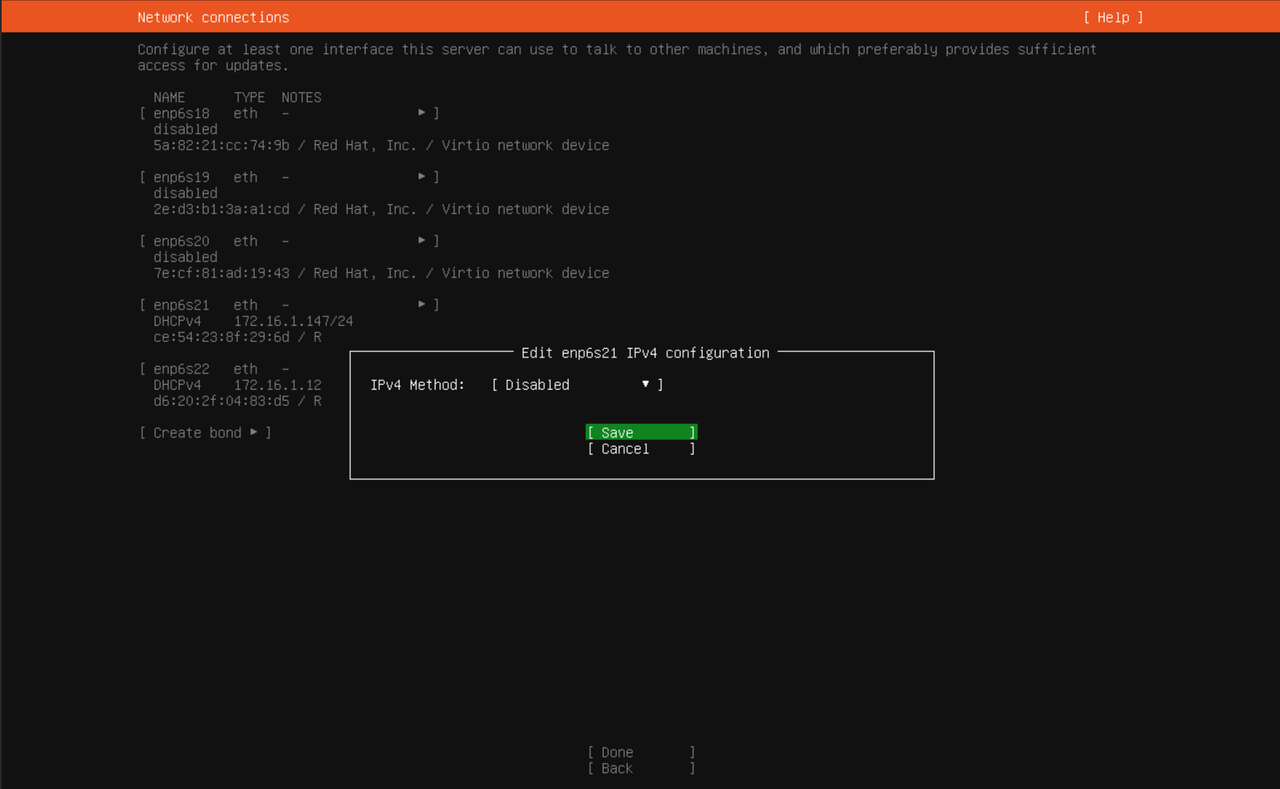 Network connections [ Help ]
Configure at least one interface this server can use to talk to other machines, and which preferably provides sufficient
access for updates.
NAME TYPE NOTES
[ enp6s18 eth - ▸ ]
disabled
5a:82:21:cc:74:9b / Red Hat, Inc. / Virtio network device
[ enp6s19 eth - ▸ ]
disabled
2e:d3:b1:3a:a1:cd / Red Hat, Inc. / Virtio network device
[ enp6s20 eth - ▸ ]
disabled
7e:cf:81:ad:19:43 / Red Hat, Inc. / Virtio network device
[ enp6s21 eth - ▸ ]
DHCPv4 172.16.1.147/24
ce:54:23:8f:29:6d / R
[ enp6s22 eth -
DHCPv4 172.16.1.12
d6:20:2f:04:83:d5 / R
[ Create bond ▸ ]
Edit enp6s21 IPv4 configuration
IPv4 Method: [ Disabled ▾ ]
[ Save ]
[ Cancel ]
[ Done ]
[ Back ]